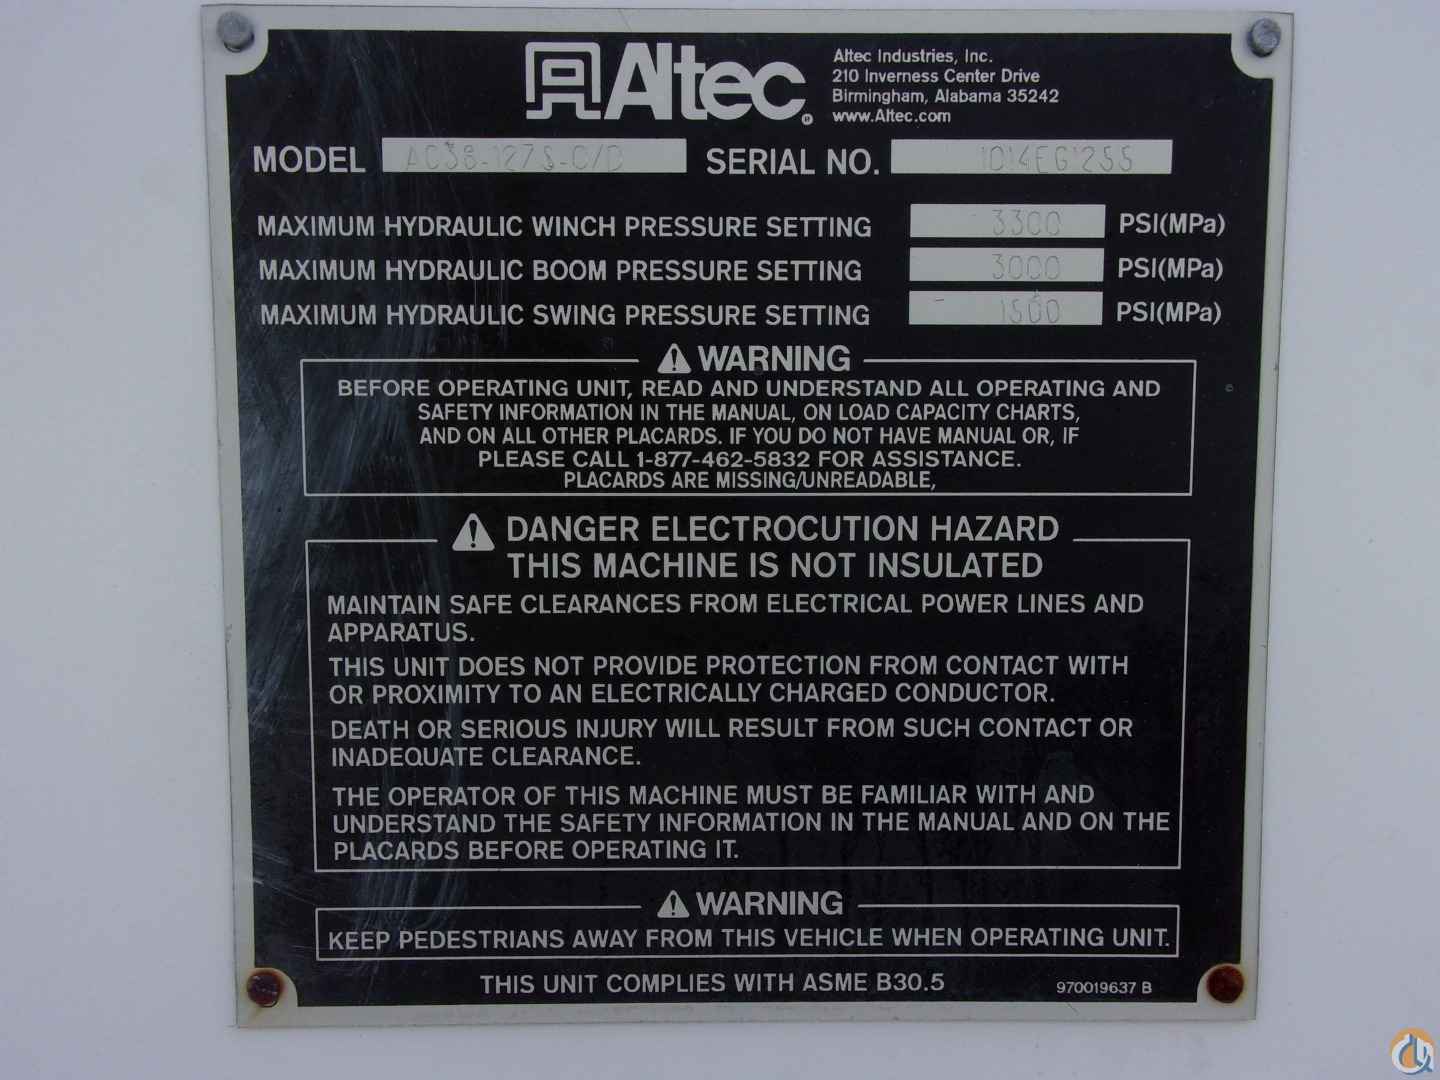 Altec
Altec Industries, Inc.
210 Inverness Center Drive
Birmingham, Alabama 35242
www.Altec.com
MODEL AC38-127S-C/D SERIAL NO. 1014EG1255
MAXIMUM HYDRAULIC WINCH PRESSURE SETTING 3300 PSI(MPa)
MAXIMUM HYDRAULIC BOOM PRESSURE SETTING 3000 PSI(MPa)
MAXIMUM HYDRAULIC SWING PRESSURE SETTING 1500 PSI(MPa)
WARNING
BEFORE OPERATING UNIT, READ AND UNDERSTAND ALL OPERATING AND
SAFETY INFORMATION IN THE MANUAL, ON LOAD CAPACITY CHARTS,
AND ON ALL OTHER PLACARDS. IF YOU DO NOT HAVE MANUAL OR, IF
PLEASE CALL 1-877-462-5832 FOR ASSISTANCE.
PLACARDS ARE MISSING/UNREADABLE,
DANGER ELECTROCUTION HAZARD
THIS MACHINE IS NOT INSULATED
MAINTAIN SAFE CLEARANCES FROM ELECTRICAL POWER LINES AND
APPARATUS.
THIS UNIT DOES NOT PROVIDE PROTECTION FROM CONTACT WITH
OR PROXIMITY TO AN ELECTRICALLY CHARGED CONDUCTOR.
DEATH OR SERIOUS INJURY WILL RESULT FROM SUCH CONTACT OR
INADEQUATE CLEARANCE.
THE OPERATOR OF THIS MACHINE MUST BE FAMILIAR WITH AND
UNDERSTAND THE SAFETY INFORMATION IN THE MANUAL AND ON THE
PLACARDS BEFORE OPERATING IT.
WARNING
KEEP PEDESTRIANS AWAY FROM THIS VEHICLE WHEN OPERATING UNIT.
THIS UNIT COMPLIES WITH ASME B30.5
970019637 B